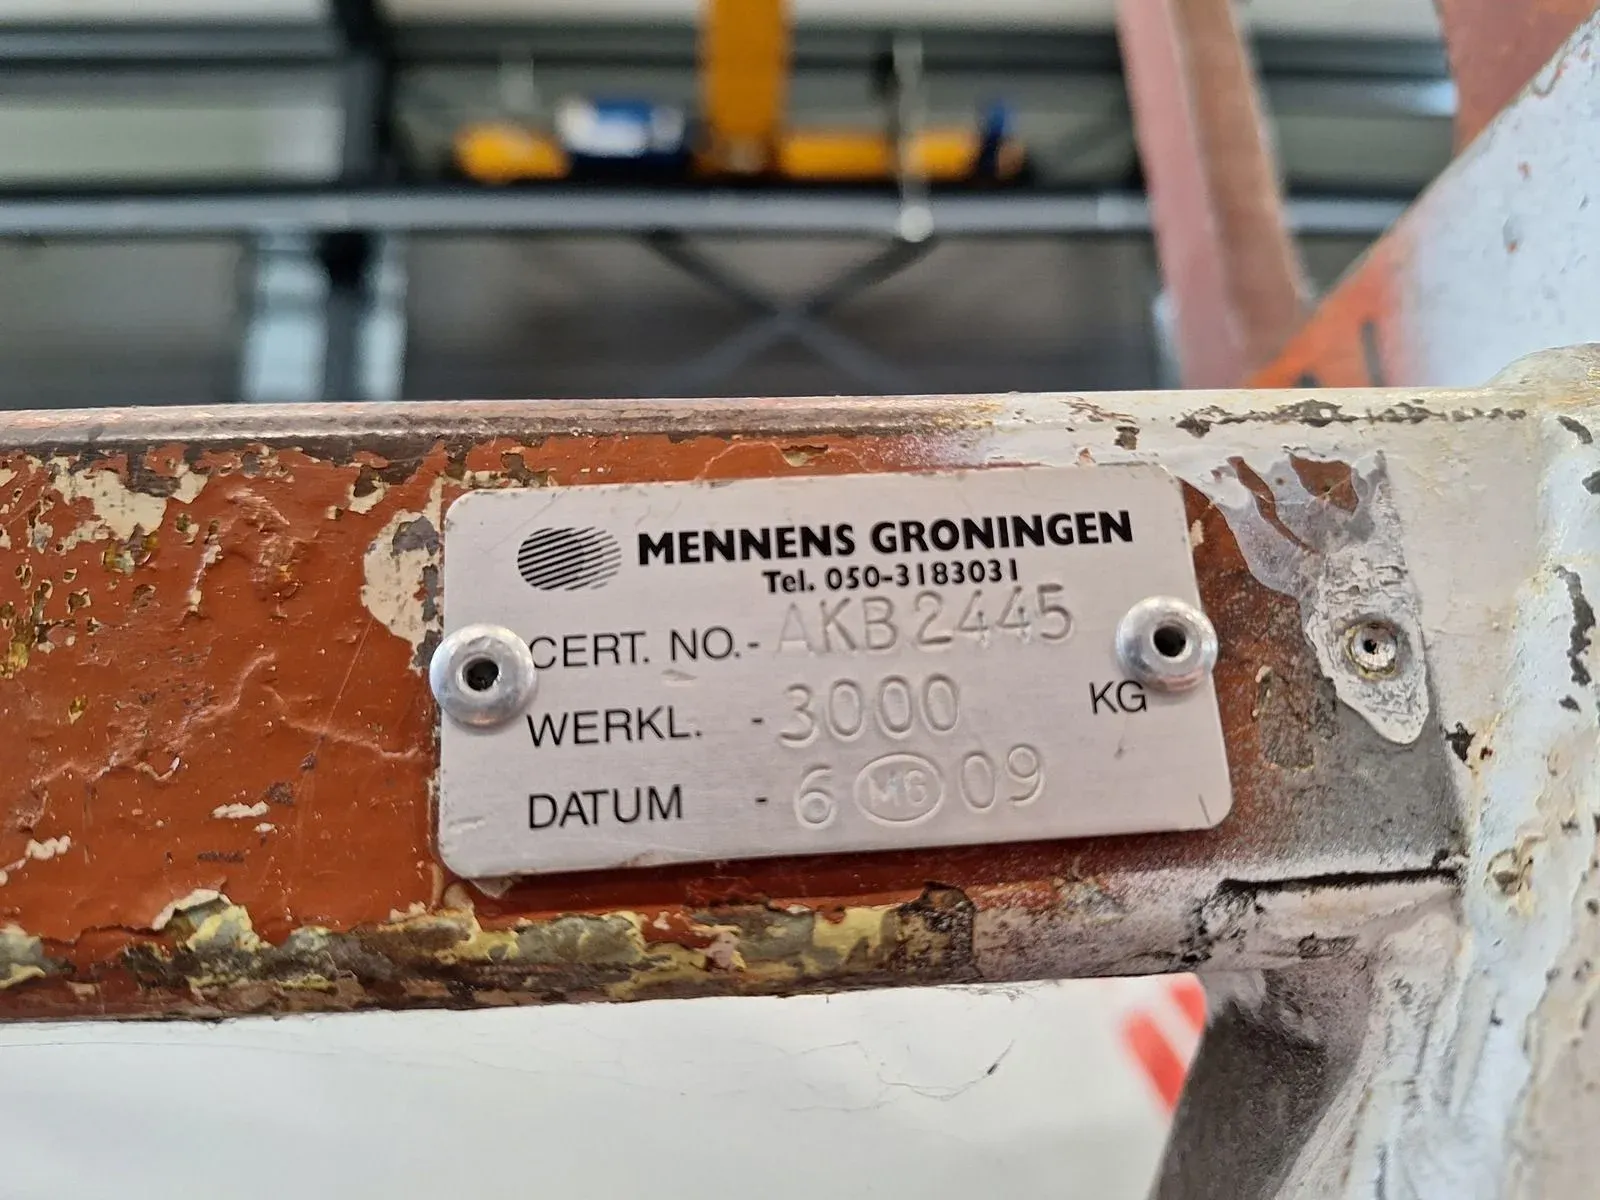 MENNENS GRONINGEN
Tel. 050-3183031
CERT. NO.- AKB2445
WERKL. - 3000 KG
DATUM - 6 MG 09